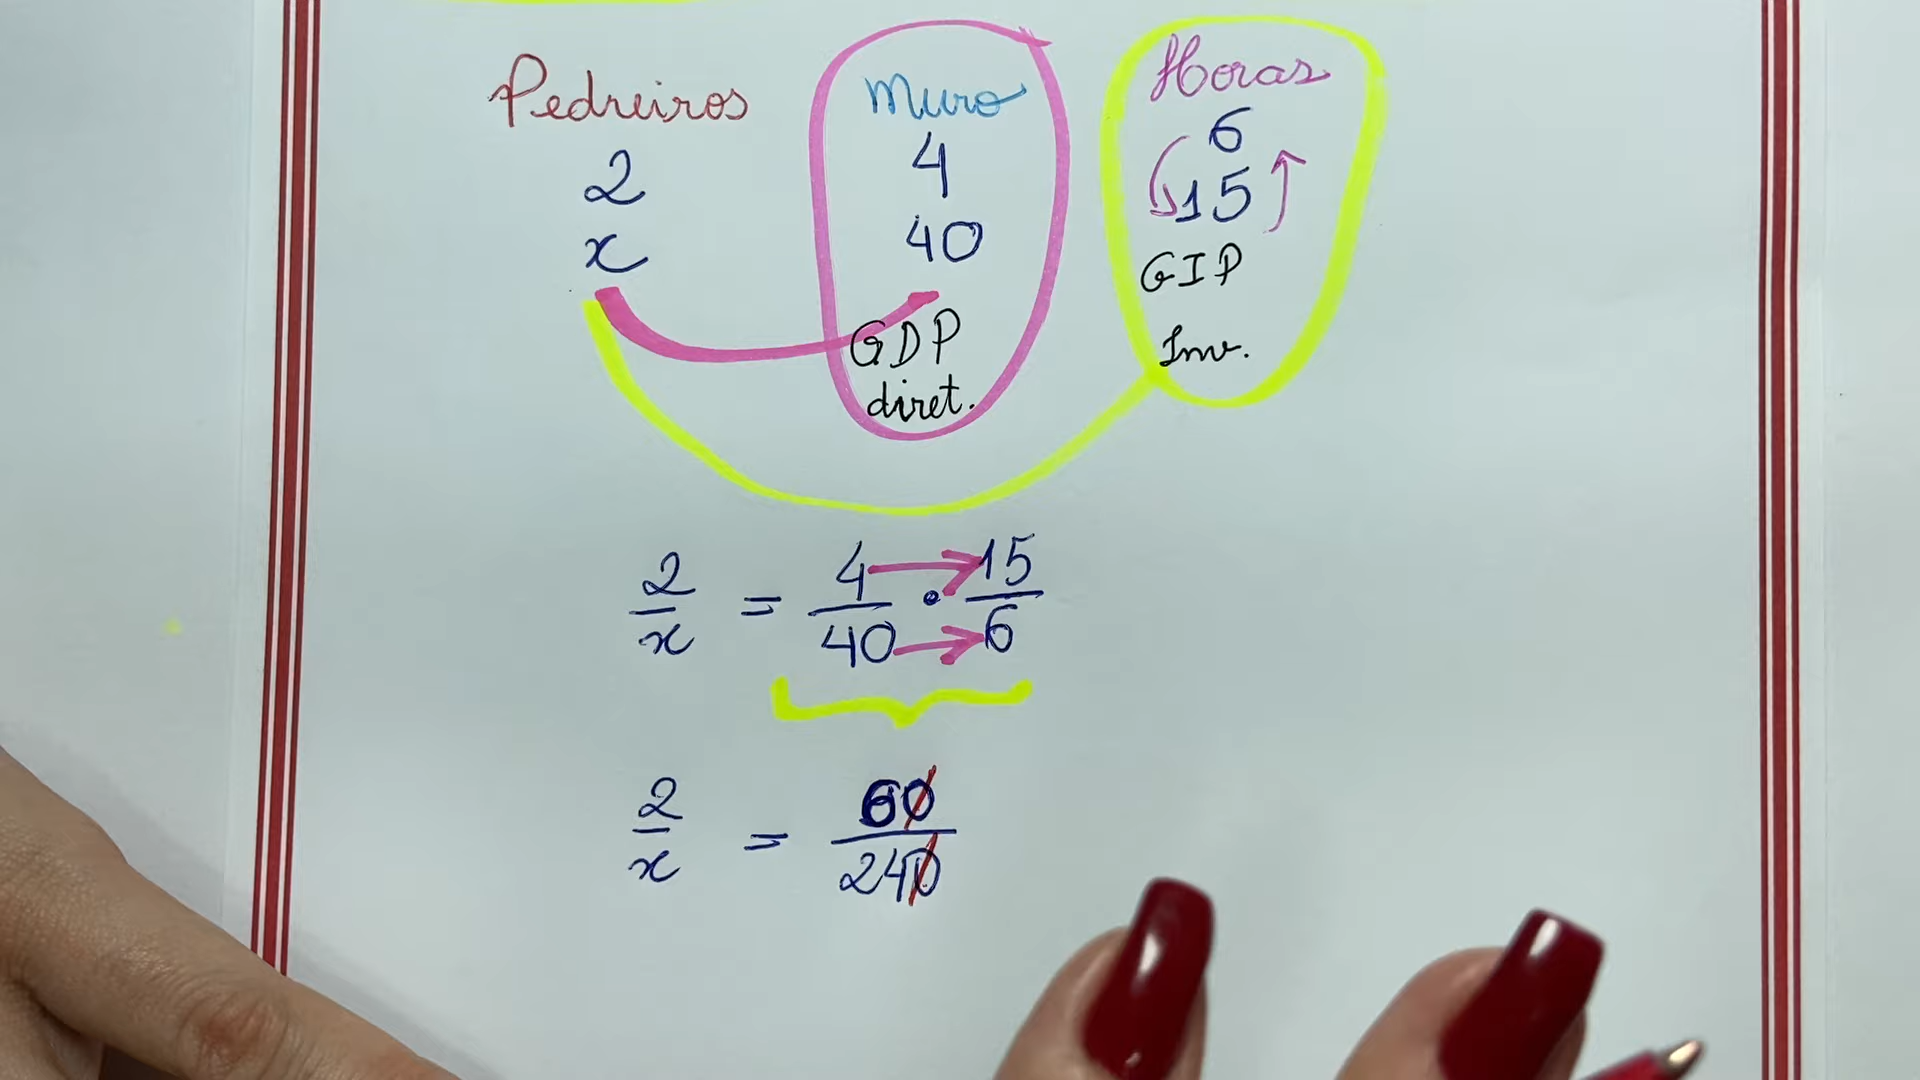 Pedreiros Muro Horas
2 4 6
x 40 15
GDP GIP
diret. Inv.
2/x = 4/40 · 15/6
2/x = 60/240